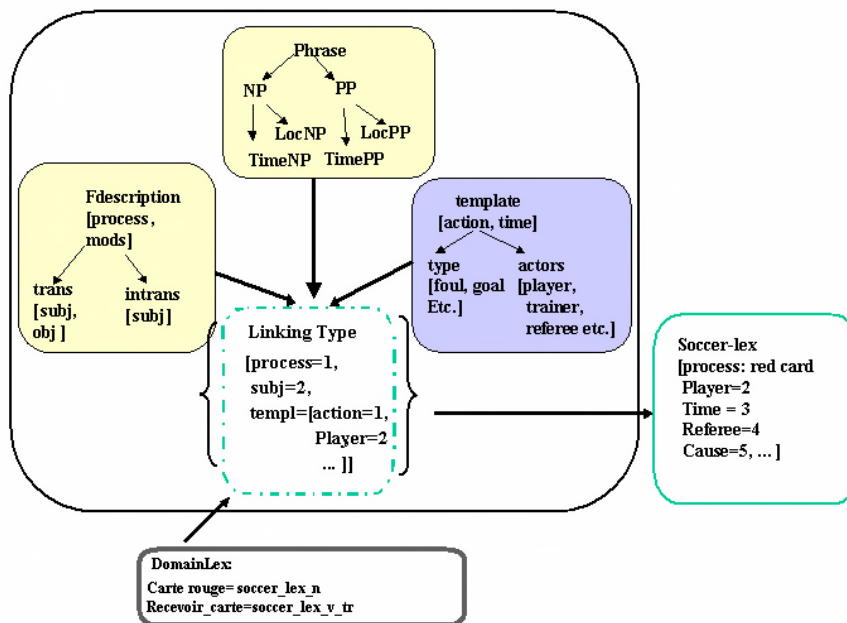 Phrase
NP PP
LocNP LocPP
TimeNP TimePP
Fdescription
[process,
mods]
trans
[subj,
obj ]
intrans
[subj]
template
[action, time]
type
[foul, goal
Etc.]
actors
[player,
trainer,
referee etc.]
Linking Type
[process=1,
subj=2,
templ=[action=1,
Player=2
... ]]
Soccer-lex
[process: red card
Player=2
Time = 3
Referee=4
Cause=5, ... ]
DomainLex:
Carte rouge= soccer_lex_n
Recevoir_carte=soccer_lex_v_tr